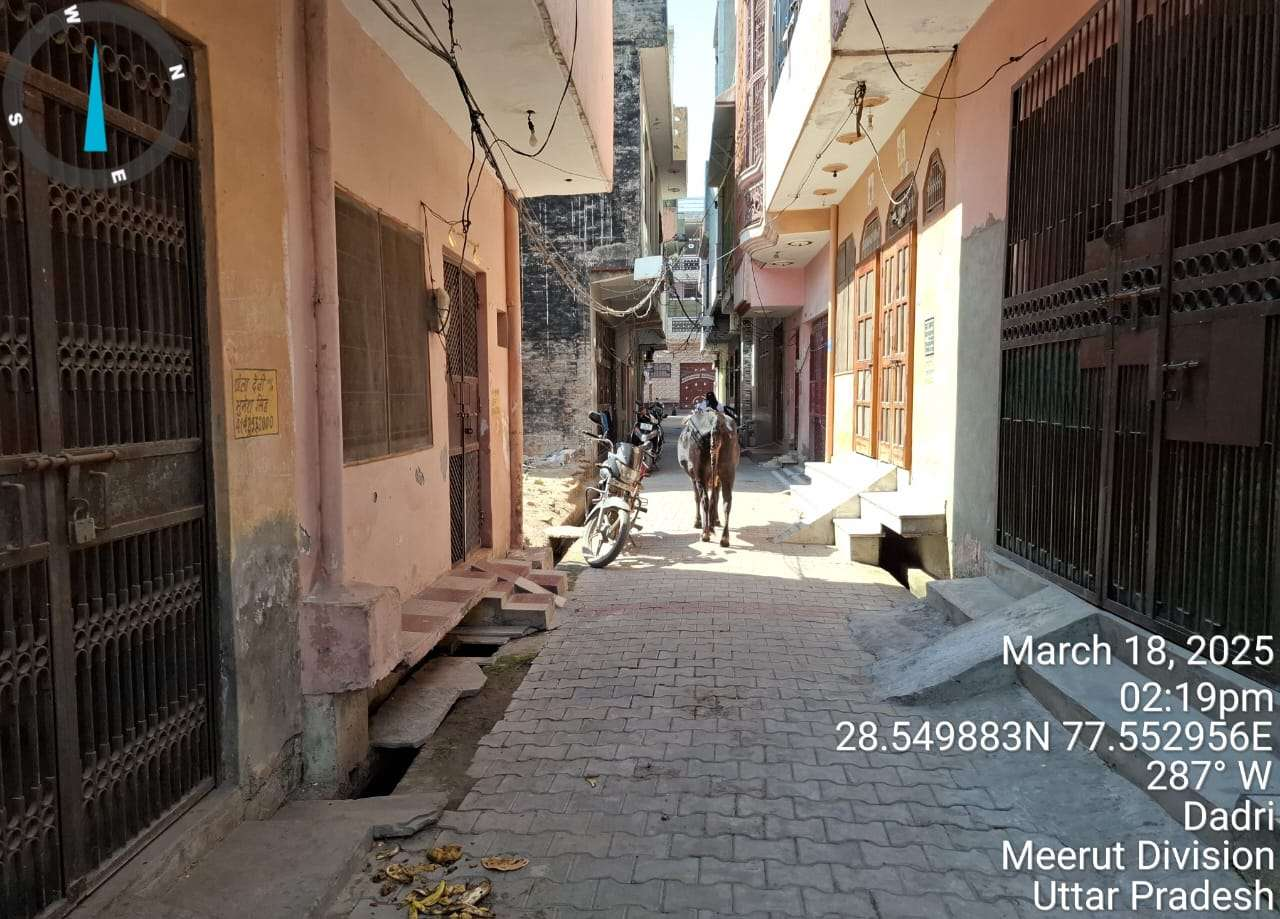 W
N
S
E
मुनेश सिंह
March 18, 2025
02:19pm
28.549883N 77.552956E
287° W
Dadri
Meerut Division
Uttar Pradesh